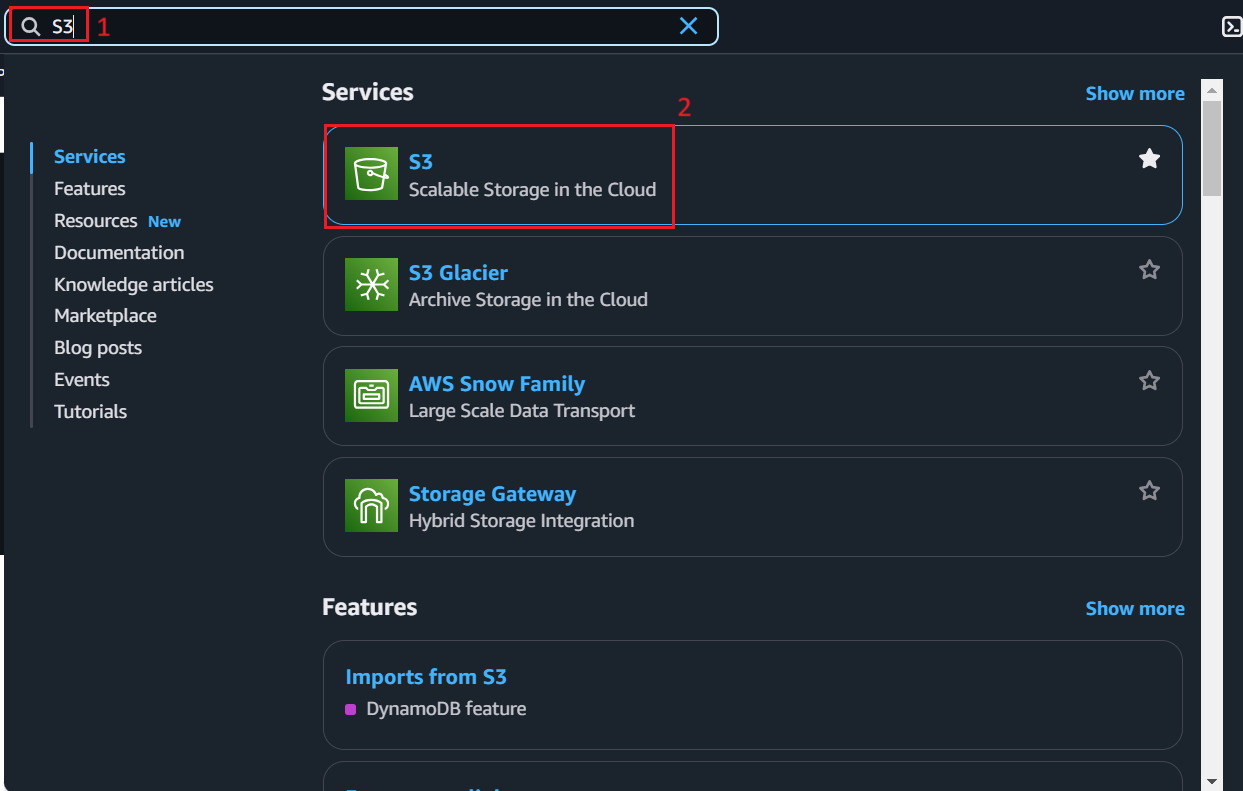 S3
1
Services
Show more
2
Services
Features
Resources New
Documentation
Knowledge articles
Marketplace
Blog posts
Events
Tutorials
S3
Scalable Storage in the Cloud
S3 Glacier
Archive Storage in the Cloud
AWS Snow Family
Large Scale Data Transport
Storage Gateway
Hybrid Storage Integration
Features
Show more
Imports from S3
DynamoDB feature